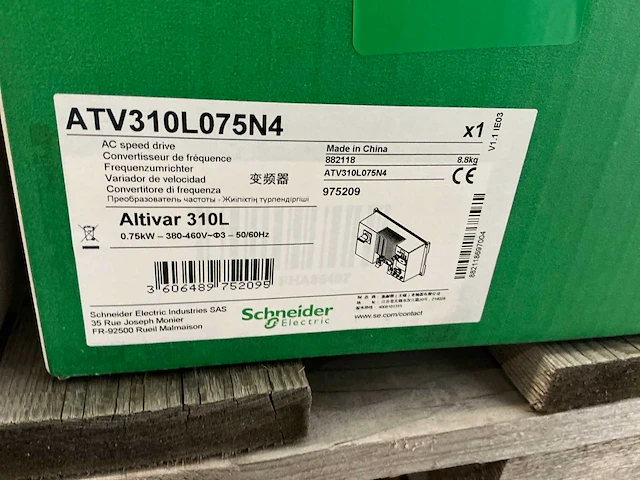 ATV310L075N4
x1
V1.1 IE03
AC speed drive
Convertisseur de fréquence
Frequenzumrichter
Variador de velocidad
Convertitore di frequenza
变频器
Преобразователь частоты - Жиіліктің түрлендіргіші
Made in China
882118
8.8kg
ATV310L075N4
CE
975209
Altivar 310L
0.75kW – 380-460V~Φ3 – 50/60Hz
3 606489 752095
882118697004
Schneider Electric Industries SAS
35 Rue Joseph Monier
FR-92500 Rueil Malmaison
Schneider
Electric
www.se.com/contact